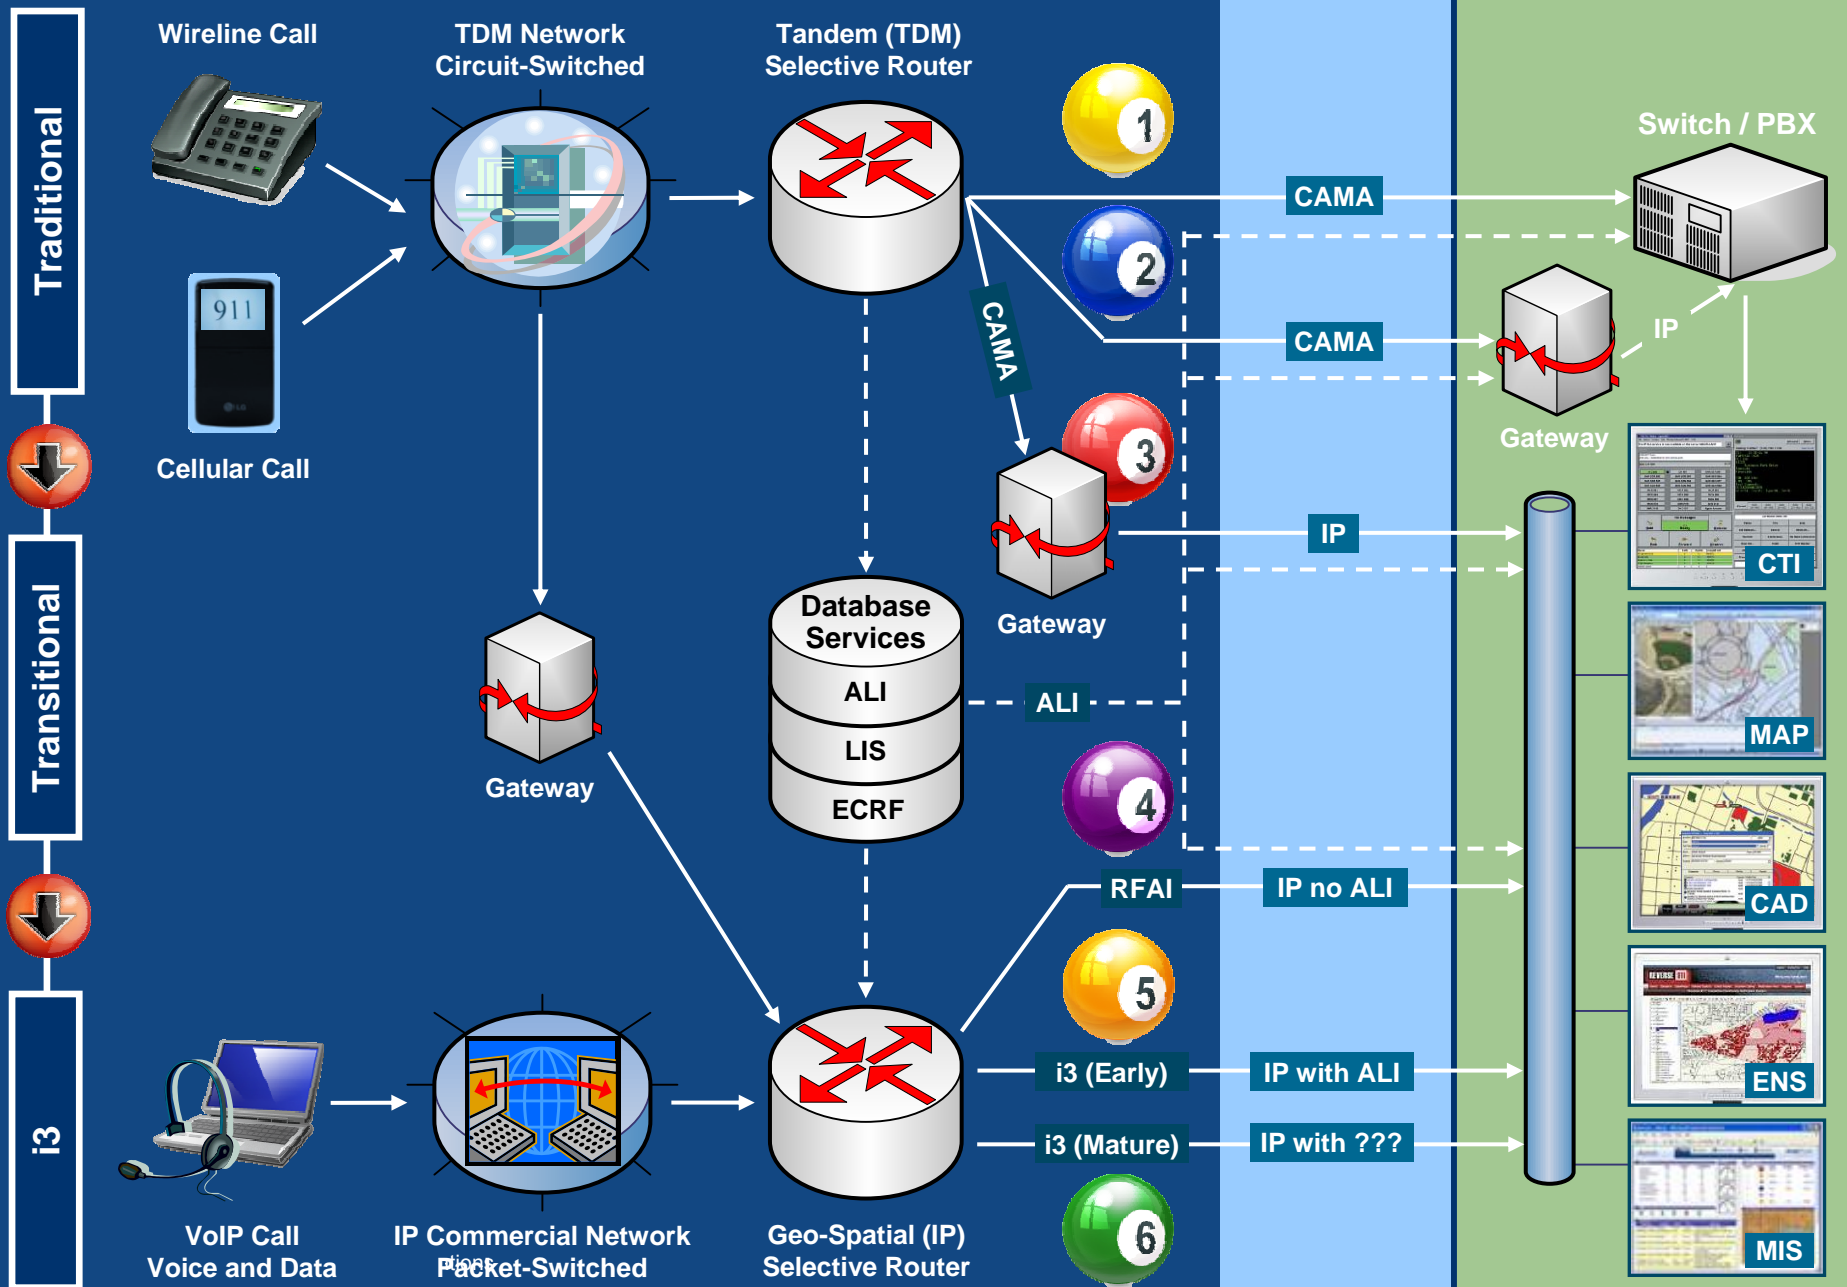 Traditional
Transitional
i3
Wireline Call
TDM Network
Circuit-Switched
Tandem (TDM)
Selective Router
1
Switch / PBX
CAMA
2
911
CAMA
CAMA
IP
Gateway
Cellular Call
3
LG
IP
CTI
Gateway
Database
Services
ALI
LIS
ECRF
ALI
MAP
Gateway
4
RFAI
IP no ALI
CAD
5
REVERSE 911
i3 (Early)
IP with ALI
ENS
i3 (Mature)
IP with ???
6
MIS
VoIP Call
Voice and Data
IP Commercial Network
Packet-Switched
Geo-Spatial (IP)
Selective Router